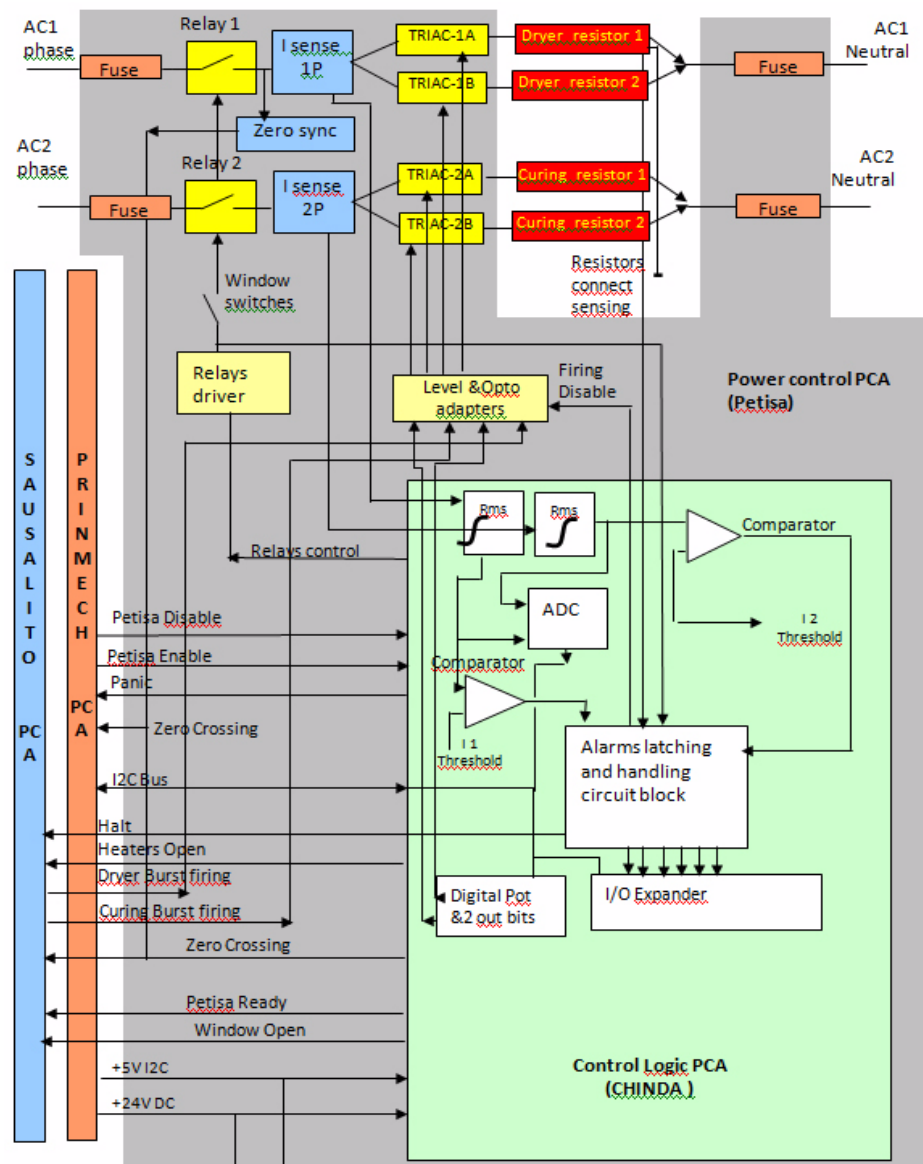 AC1
phase
Relay 1
Fuse
I sense
1P
TRIAC-1A
TRIAC-1B
Dryer resistor 1
Dryer resistor 2
Fuse
AC1
Neutral
Zero sync
AC2
phase
Relay 2
Fuse
I sense
2P
TRIAC-2A
TRIAC-2B
Curing resistor 1
Curing resistor 2
Fuse
AC2
Neutral
Resistors
connect
sensing
Window
switches
Relays
driver
Level &Opto
adapters
Firing
Disable
Power control PCA
(Petisa)
SAUSALITO PCA
PRINMECH PCA
Rms
Rms
Comparator
Relays control
ADC
I 2
Threshold
Petisa Disable
Petisa Enable
Comparator
Panic
Zero Crossing
I 1
Threshold
Alarms latching
and handling
circuit block
I2C Bus
Halt
Heaters Open
Dryer Burst firing
Curing Burst firing
Digital Pot
&2 out bits
I/O Expander
Zero Crossing
Petisa Ready
Window Open
+5V I2C
+24V DC
Control Logic PCA
(CHINDA )